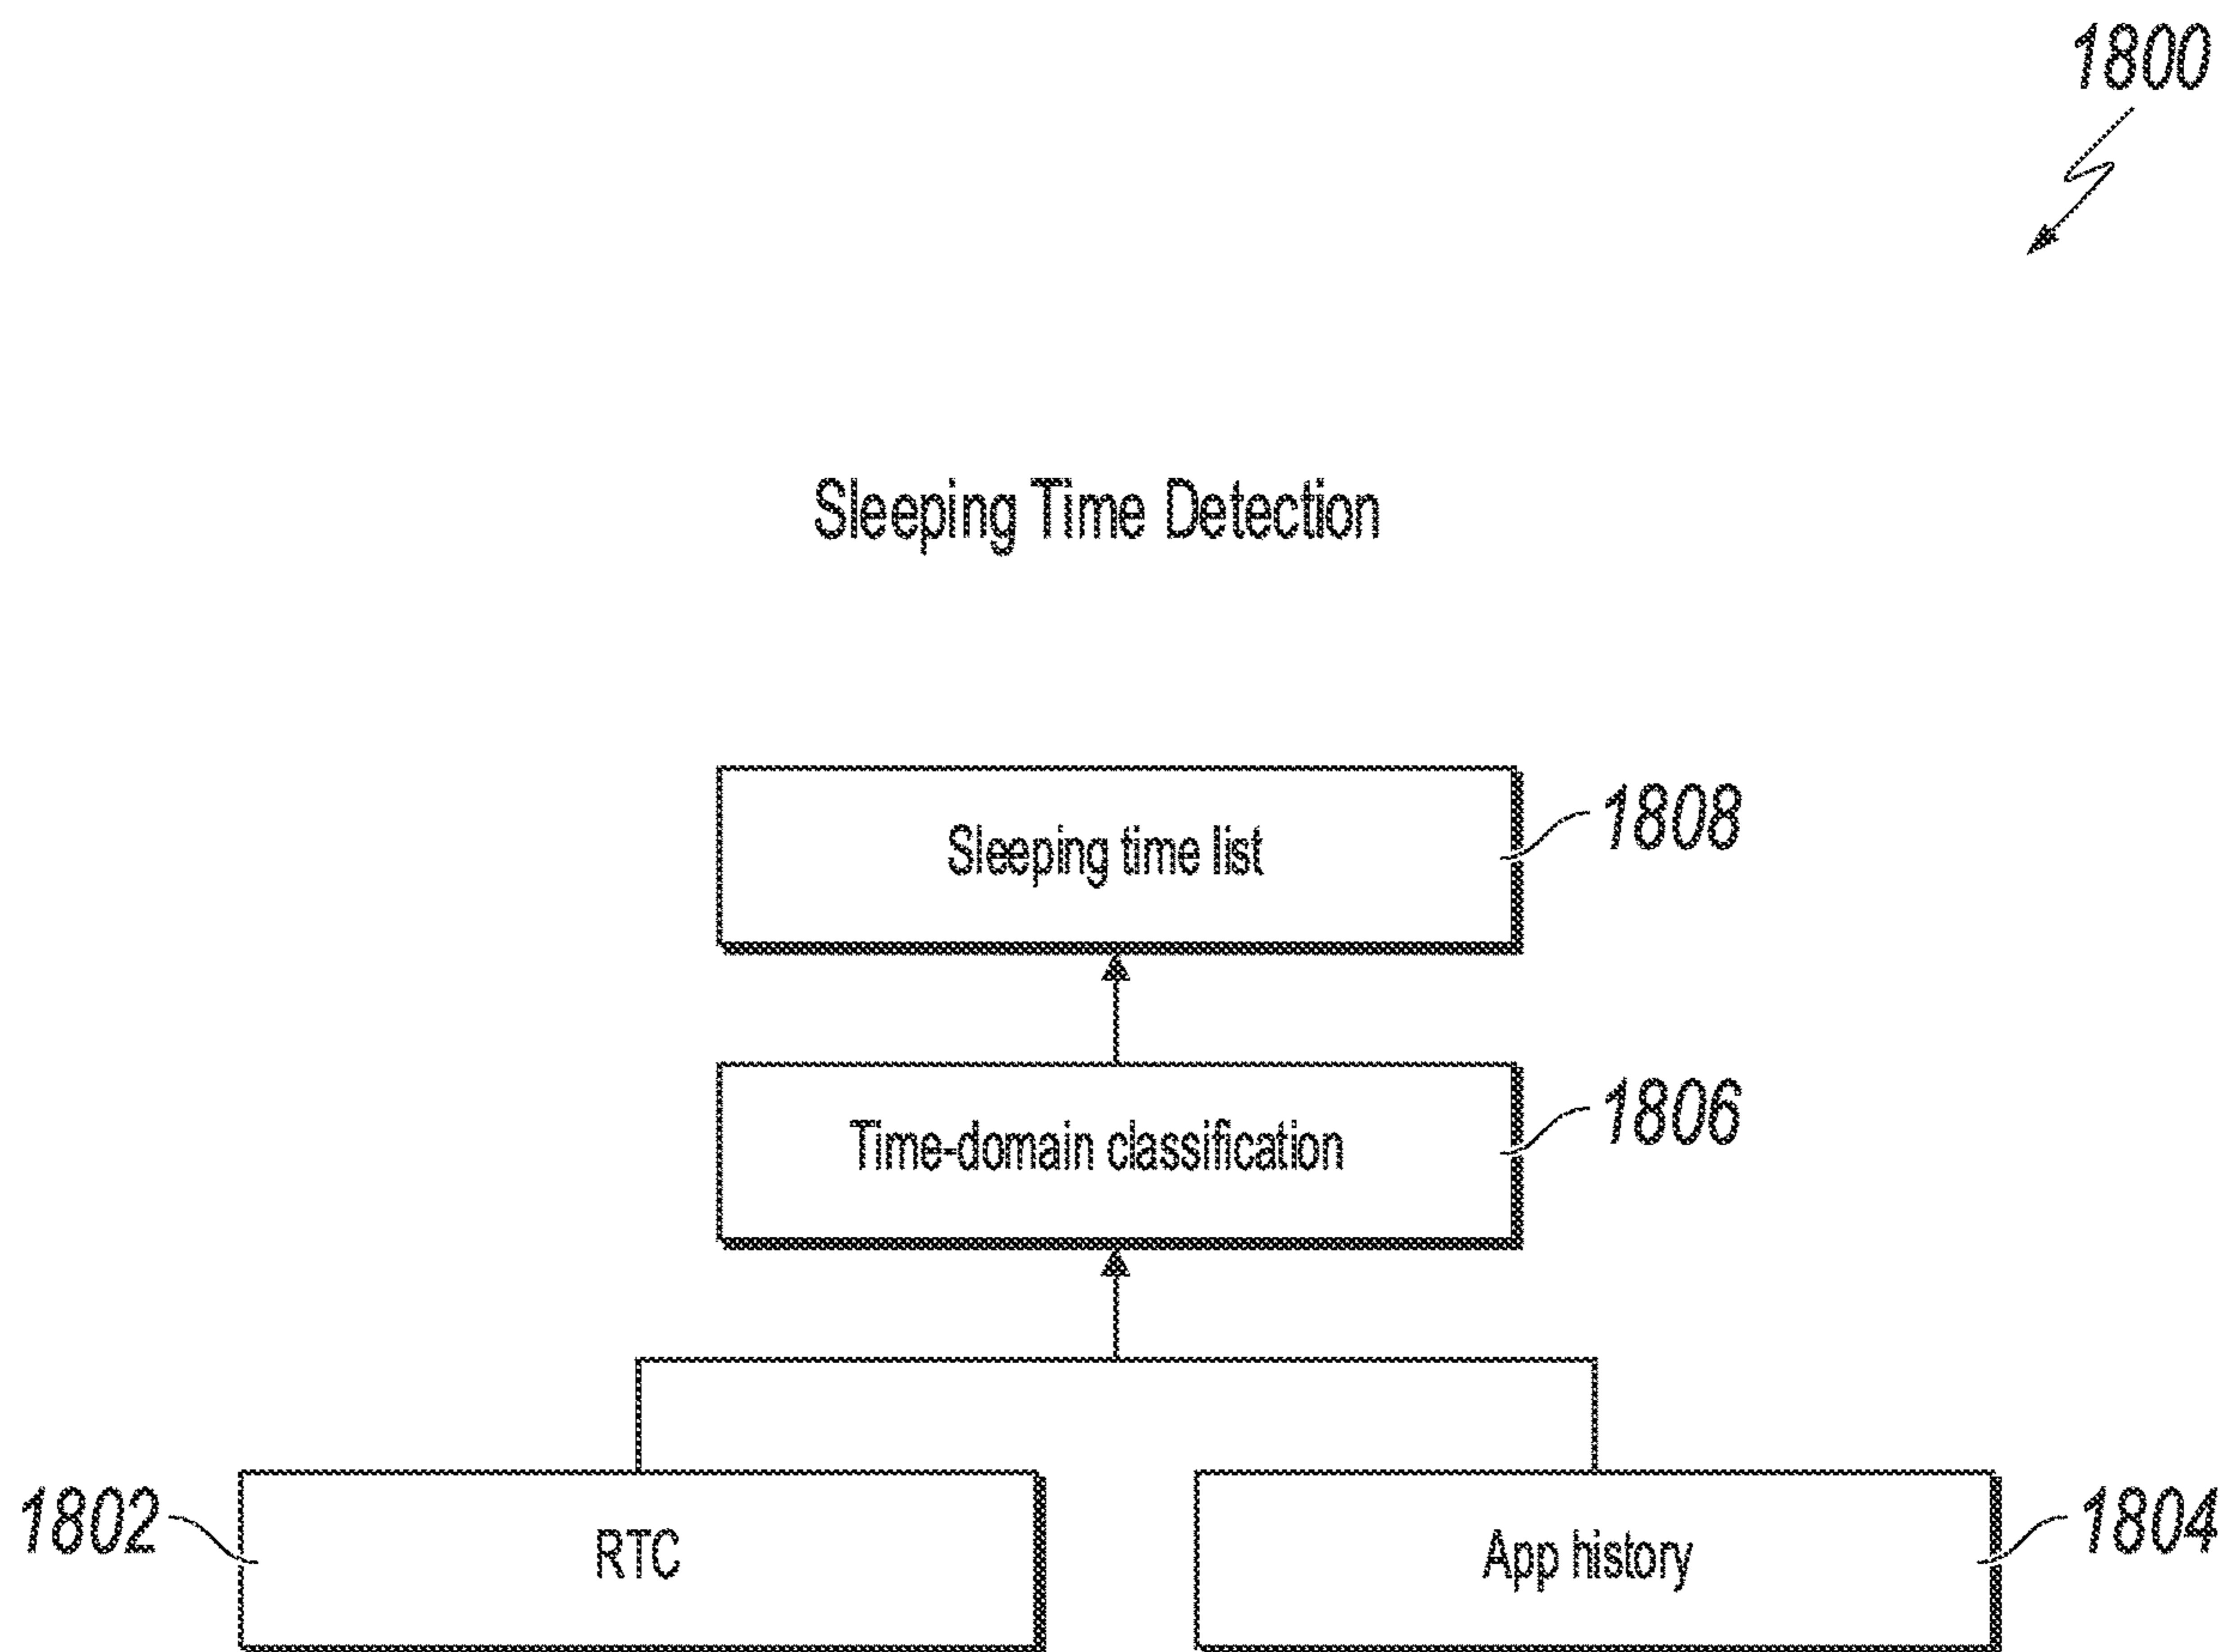 1800
Sleeping Time Detection
Sleeping time list
1808
Time-domain classification
1806
1802
RTC
App history
1804